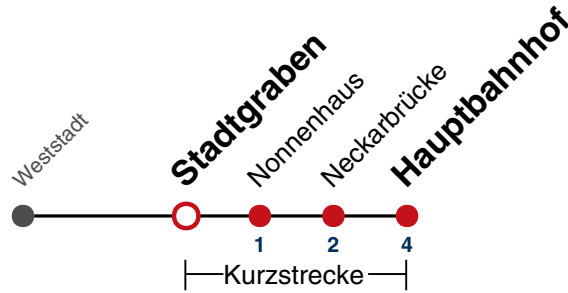 Weststadt
Stadtgraben
Nonnenhaus
Neckarbrücke
Hauptbahnhof
1
2
4
Kurzstrecke